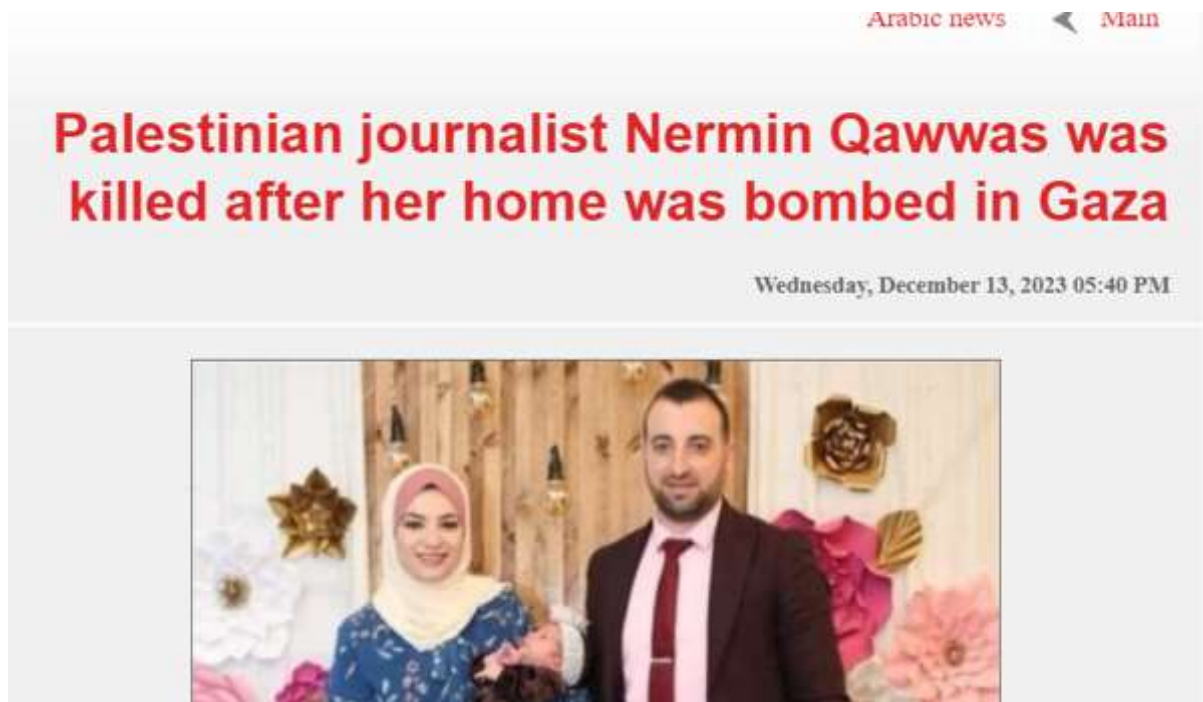 Arabic news Main
Palestinian journalist Nermin Qawwas was
killed after her home was bombed in Gaza
Wednesday, December 13, 2023 05:40 PM